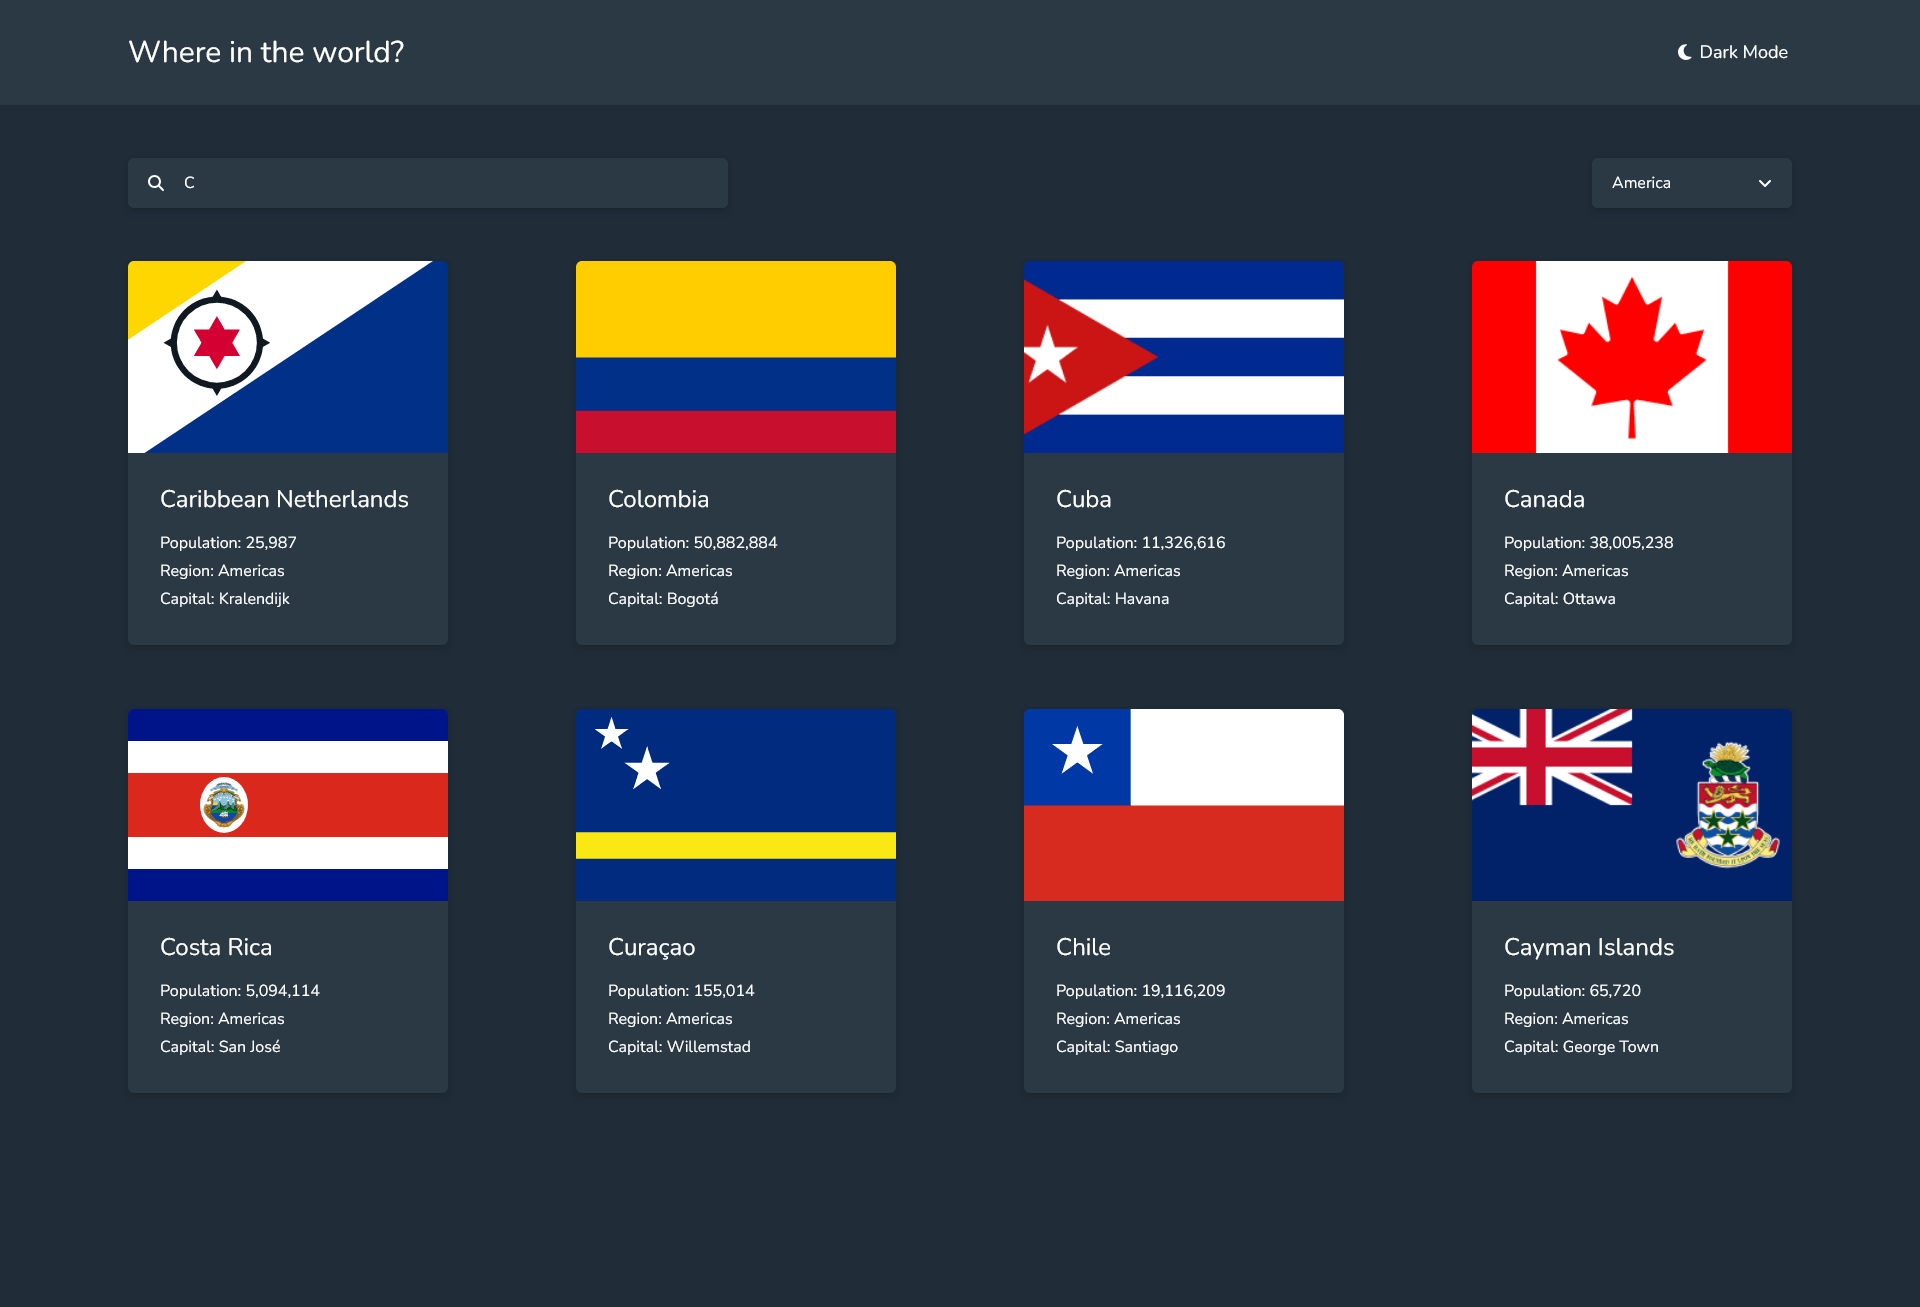 Where in the world?
Dark Mode
C
America
Caribbean Netherlands
Population: 25,987
Region: Americas
Capital: Kralendijk
Colombia
Population: 50,882,884
Region: Americas
Capital: Bogotá
Cuba
Population: 11,326,616
Region: Americas
Capital: Havana
Canada
Population: 38,005,238
Region: Americas
Capital: Ottawa
Costa Rica
Population: 5,094,114
Region: Americas
Capital: San José
Curaçao
Population: 155,014
Region: Americas
Capital: Willemstad
Chile
Population: 19,116,209
Region: Americas
Capital: Santiago
Cayman Islands
Population: 65,720
Region: Americas
Capital: George Town